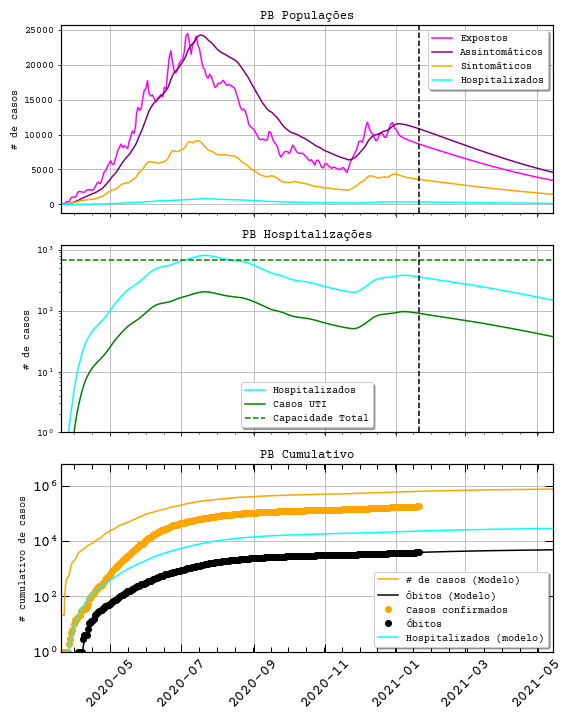 PB Populações
# de casos
25000
20000
15000
10000
5000
0
Expostos
Assintomáticos
Sintomáticos
Hospitalizados
PB Hospitalizações
# de casos
10³
10²
10¹
10⁰
Hospitalizados
Casos UTI
Capacidade Total
PB Cumulativo
# cumulativo de casos
10⁶
10⁴
10²
10⁰
# de casos (Modelo)
Óbitos (Modelo)
Casos confirmados
Óbitos
Hospitalizados (modelo)
2020-05
2020-07
2020-09
2020-11
2021-01
2021-03
2021-05